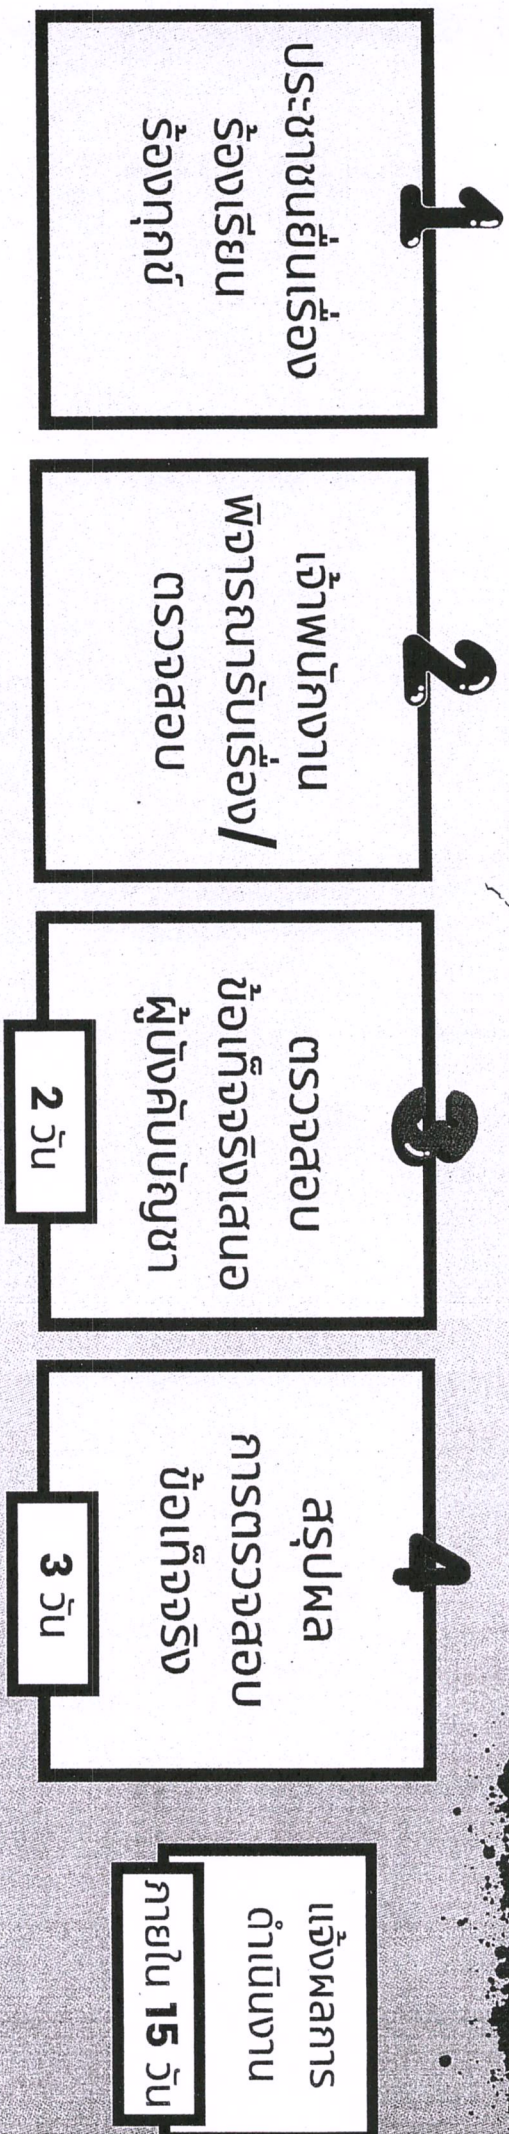 1
ประชาชนยื่นเรื่อง
ร้องเรียน
ร้องทุกข์
2
เจ้าพนักงาน
พิจารณารับเรื่อง/
ตรวจสอบ
3
ตรวจสอบ
ข้อเท็จจริงเสนอ
ผู้บังคับบัญชา
2 วัน
4
สรุปผล
การตรวจสอบ
ข้อเท็จจริง
3 วัน
แจ้งผลการ
ดำเนินงาน
ภายใน 15 วัน